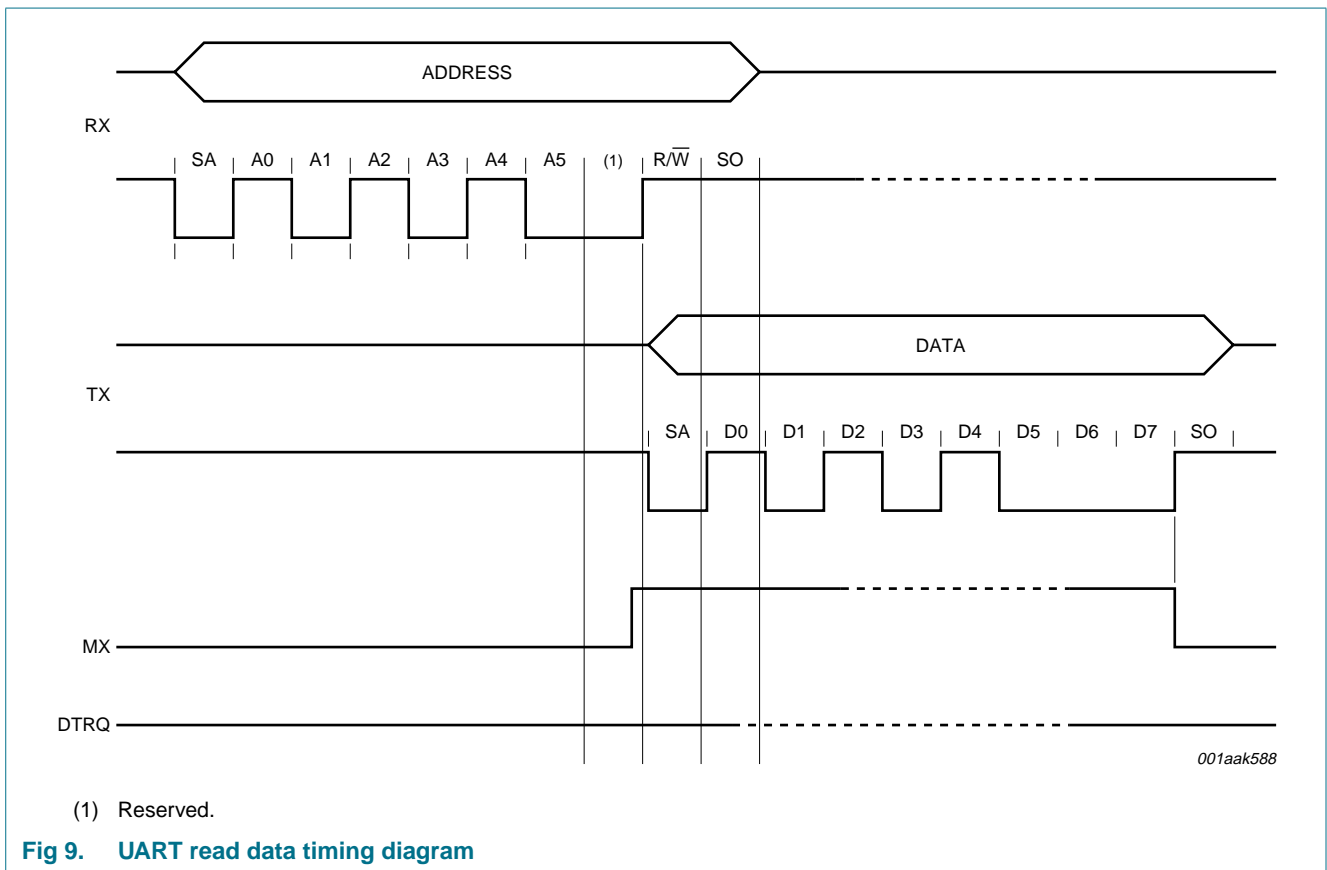 ADDRESS
RX
SA A0 A1 A2 A3 A4 A5 (1) R/W̅ SO
DATA
TX
SA D0 D1 D2 D3 D4 D5 D6 D7 SO
MX
DTRQ
001aak588
(1) Reserved.
Fig 9. UART read data timing diagram